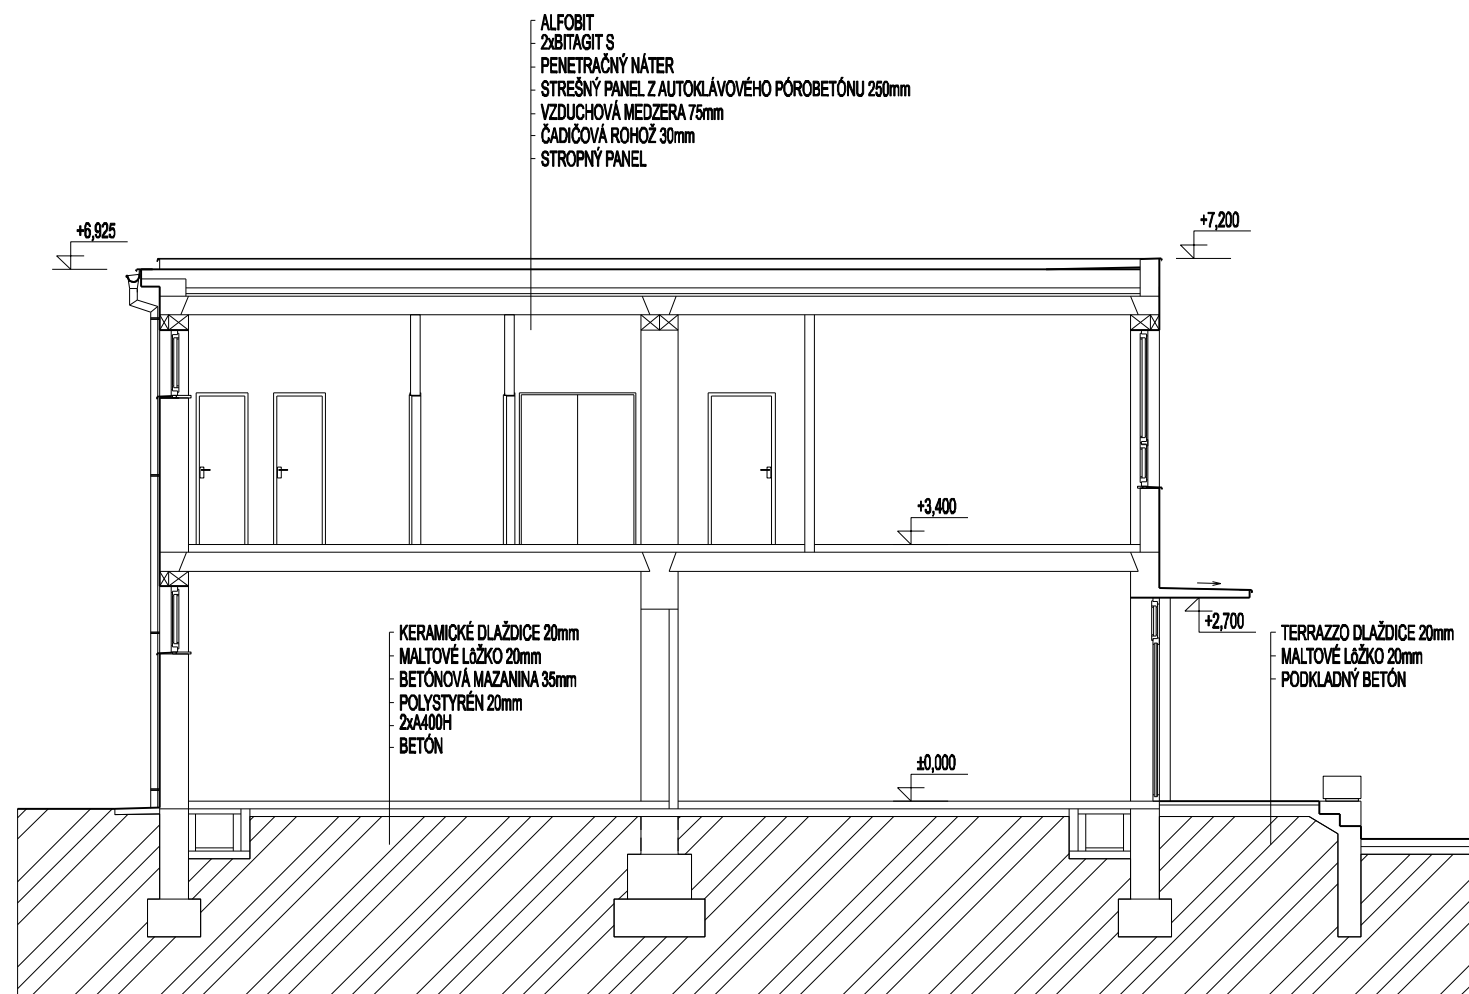 ALFOBIT
2xBITAGIT S
PENETRAČNÝ NÁTER
STREŠNÝ PANEL Z AUTOKLÁVOVÉHO PÓROBETÓNU 250mm
VZDUCHOVÁ MEDZERA 75mm
ČADIČOVÁ ROHOŽ 30mm
STROPNÝ PANEL
+6,925
+7,200
+3,400
+2,700
KERAMICKÉ DLAŽDICE 20mm
MALTOVÉ LôŽKO 20mm
BETÓNOVÁ MAZANINA 35mm
POLYSTYRÉN 20mm
2xA400H
BETÓN
TERRAZZO DLAŽDICE 20mm
MALTOVÉ LôŽKO 20mm
PODKLADNÝ BETÓN
±0,000